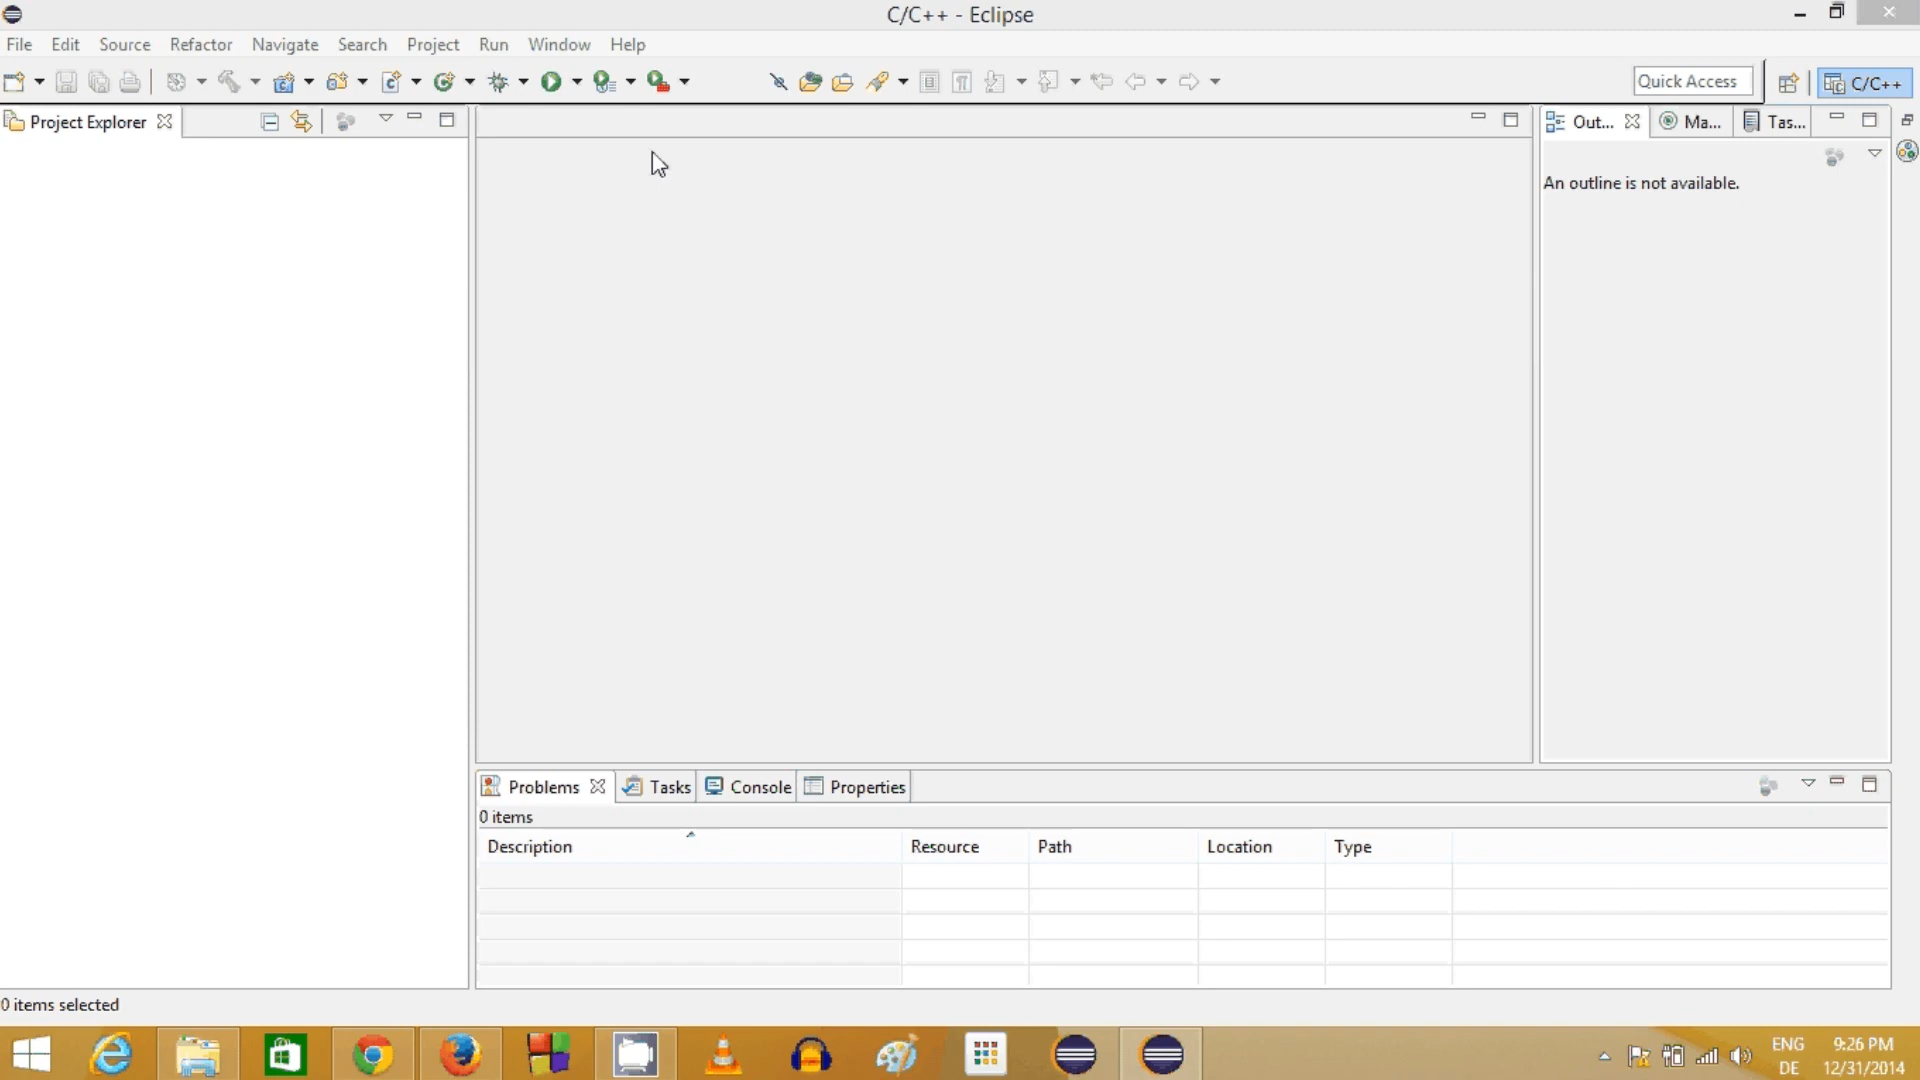 C/C++ - Eclipse
File Edit Source Refactor Navigate Search Project Run Window Help
Quick Access
C/C++
Project Explorer
Out... Ma... Tas...
An outline is not available.
Problems Tasks Console Properties
0 items
Description Resource Path Location Type
0 items selected
ENG 9:26 PM
DE 12/31/2014